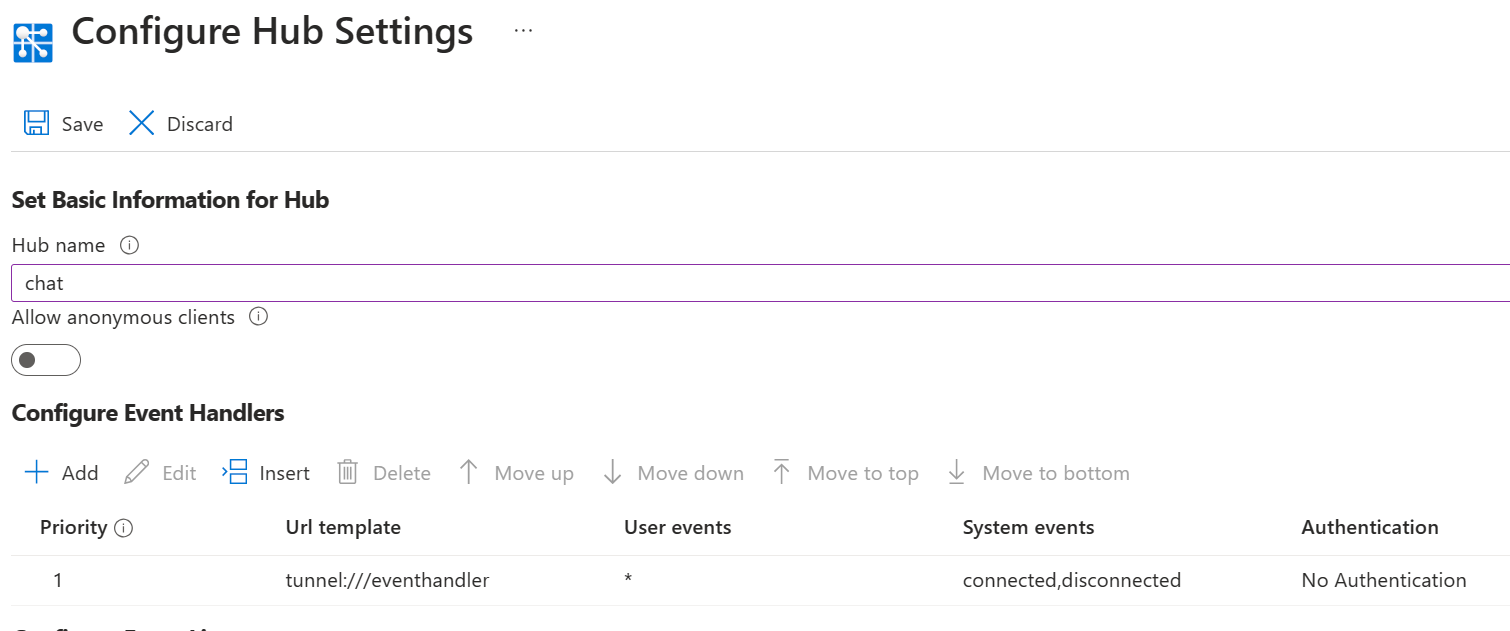 Configure Hub Settings ...
Save Discard
Set Basic Information for Hub
Hub name
chat
Allow anonymous clients
Configure Event Handlers
Add Edit Insert Delete Move up Move down Move to top Move to bottom
Priority Url template User events System events Authentication
1 tunnel:///eventhandler * connected,disconnected No Authentication